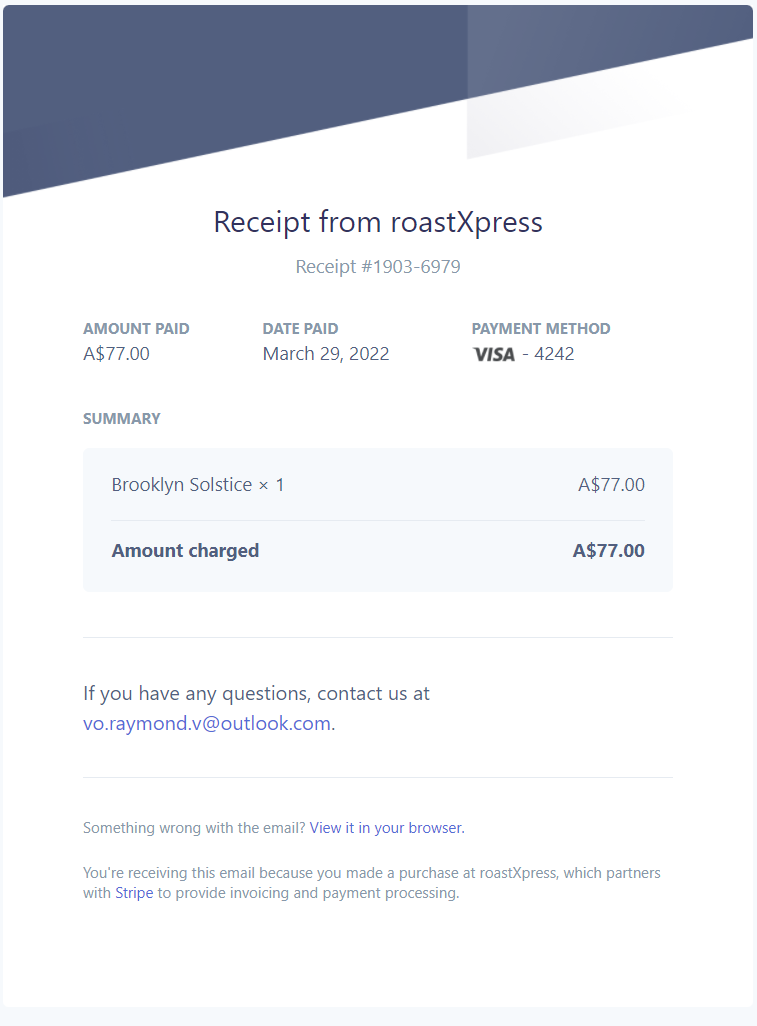 Receipt from roastXpress
Receipt #1903-6979
AMOUNT PAID DATE PAID PAYMENT METHOD
A$77.00 March 29, 2022 VISA - 4242
SUMMARY
Brooklyn Solstice × 1 A$77.00
Amount charged A$77.00
If you have any questions, contact us at
vo.raymond.v@outlook.com.
Something wrong with the email? View it in your browser.
You're receiving this email because you made a purchase at roastXpress, which partners
with Stripe to provide invoicing and payment processing.